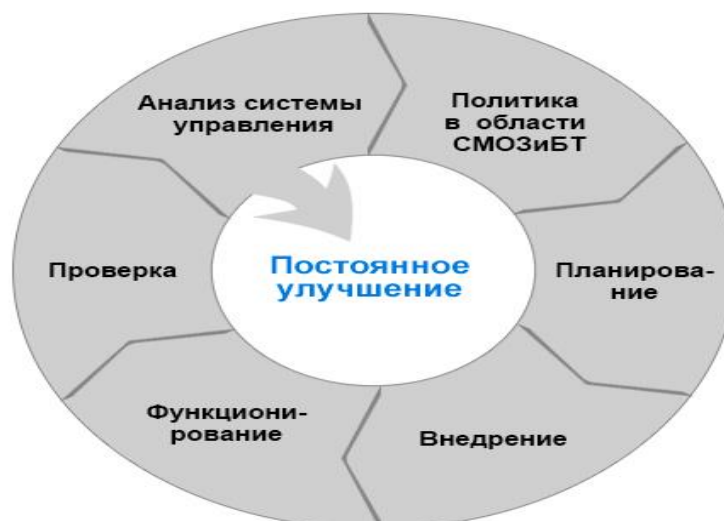 Анализ системы
управления
Политика
в области
СМОЗиБТ
Планирова-
ние
Внедрение
Функциони-
рование
Проверка
Постоянное
улучшение